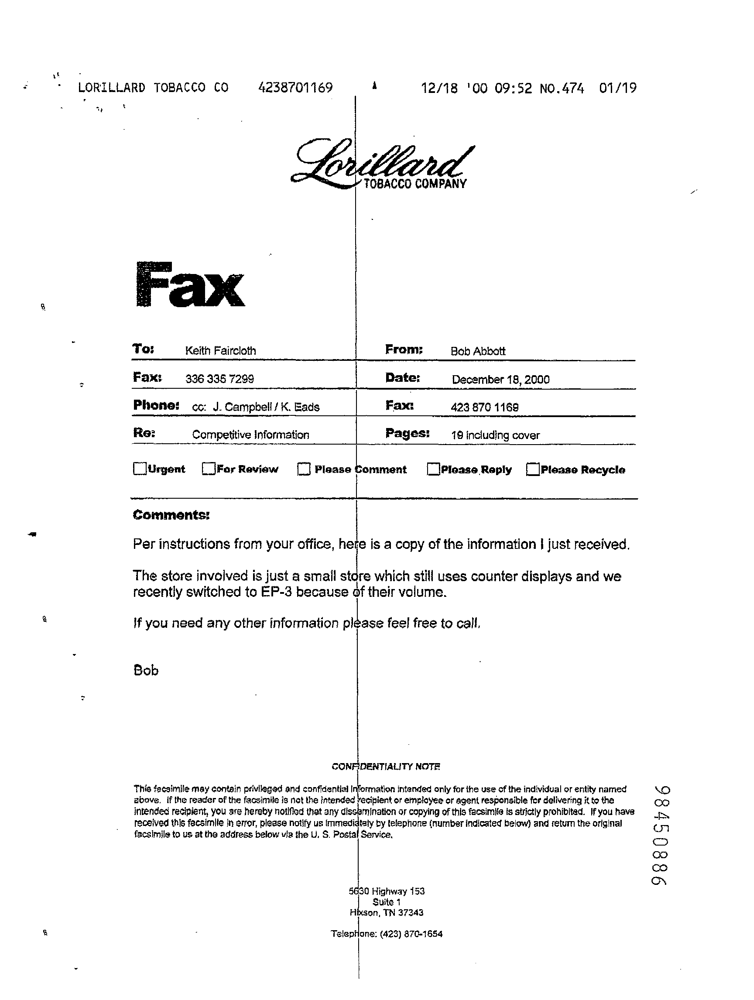 LORILLARD TOBACCO CO 4238701169 12/18 '00 09:52 NO.474 01/19
Lorillard
TOBACCO COMPANY
Fax
To: Keith Faircloth From: Bob Abbott
Fax: 336 335 7299 Date: December 18, 2000
Phone: cc: J. Campbell / K. Eads Fax: 423 870 1169
Re: Competitive Information Pages: 19 including cover
Urgent For Review Please Comment Please Reply Please Recycle
Comments:
Per instructions from your office, here is a copy of the information I just received.
The store involved is just a small store which still uses counter displays and we
recently switched to EP-3 because of their volume.
If you need any other information please feel free to call.
Bob
CONFIDENTIALITY NOTE
This facsimile may contain privileged and confidential information intended only for the use of the individual or entity named
above. If the reader of the facsimile is not the intended recipient or employee or agent responsible for delivering it to the
intended recipient, you are hereby notified that any dissemination or copying of this facsimile is strictly prohibited. If you have
received this facsimile in error, please notify us immediately by telephone (number indicated below) and return the original
facsimile to us at the address below via the U. S. Postal Service.
98450886
5630 Highway 153
Suite 1
Hixson, TN 37343
Telephone: (423) 870-1654